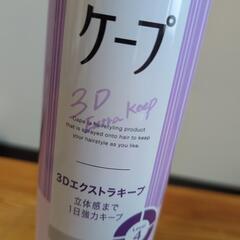 ケープ
3D
Extra Keep
Cape is hairstyling product
that is sprayed onto hair to keep
your hairstyle as you like.
3Dエクストラキープ
立体感まで
1日強力キープ
4